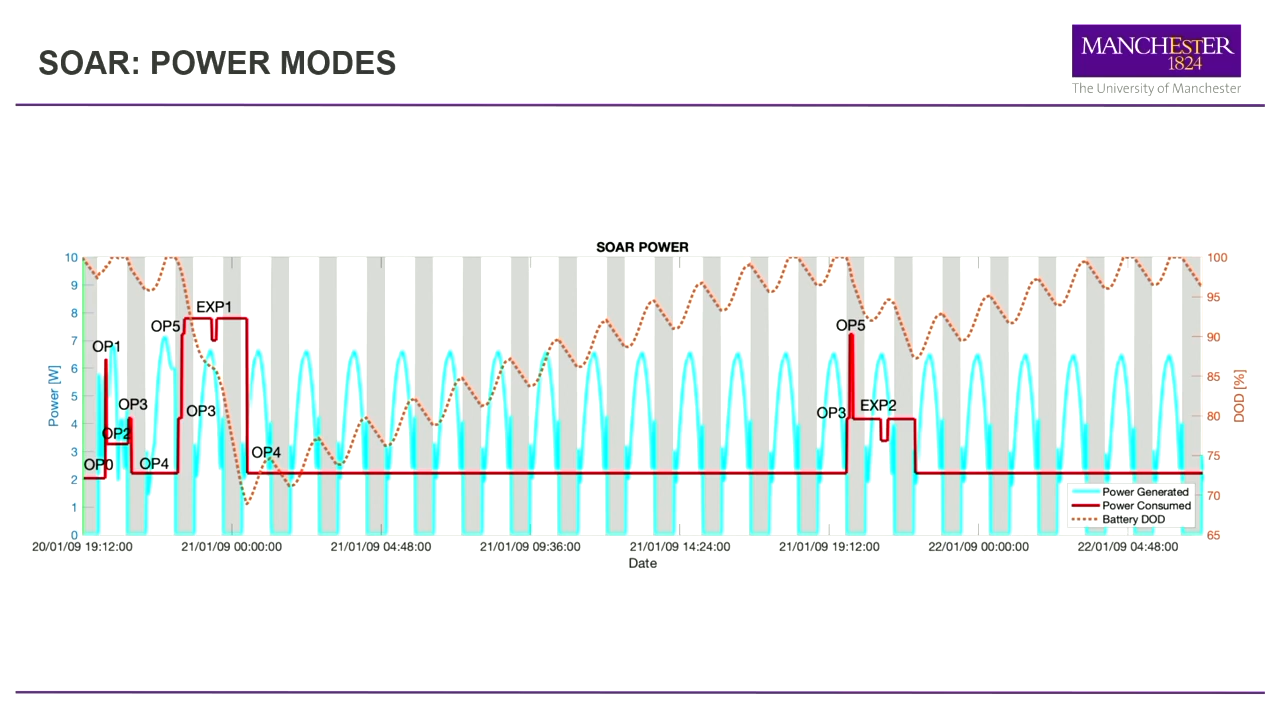 SOAR: POWER MODES
MANCHESTER
1824
The University of Manchester
SOAR POWER
10
9
8
7
6
5
4
3
2
1
0
Power [W]
100
95
90
85
80
75
70
65
DOD [%]
OP0
OP1
OP2
OP3
OP4
OP5
EXP1
OP3
OP4
OP3
OP5
EXP2
Power Generated
Power Consumed
Battery DOD
20/01/09 19:12:00
21/01/09 00:00:00
21/01/09 04:48:00
21/01/09 09:36:00
21/01/09 14:24:00
21/01/09 19:12:00
22/01/09 00:00:00
22/01/09 04:48:00
Date